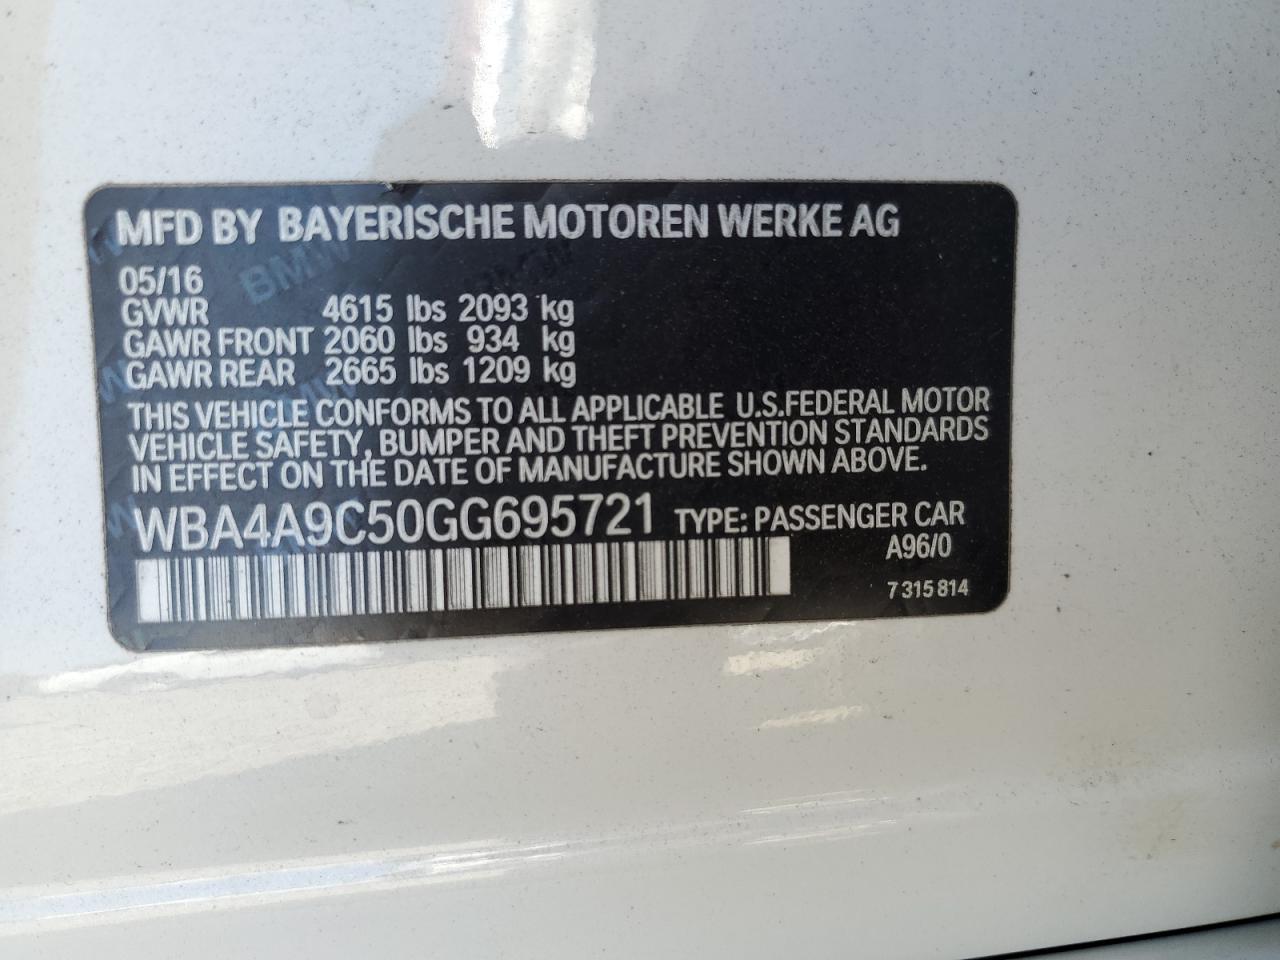 MFD BY BAYERISCHE MOTOREN WERKE AG
05/16
GVWR 4615 lbs 2093 kg
GAWR FRONT 2060 lbs 934 kg
GAWR REAR 2665 lbs 1209 kg
THIS VEHICLE CONFORMS TO ALL APPLICABLE U.S.FEDERAL MOTOR
VEHICLE SAFETY, BUMPER AND THEFT PREVENTION STANDARDS
IN EFFECT ON THE DATE OF MANUFACTURE SHOWN ABOVE.
WBA4A9C50GG695721 TYPE: PASSENGER CAR
A96/0
7 315 814
BMW